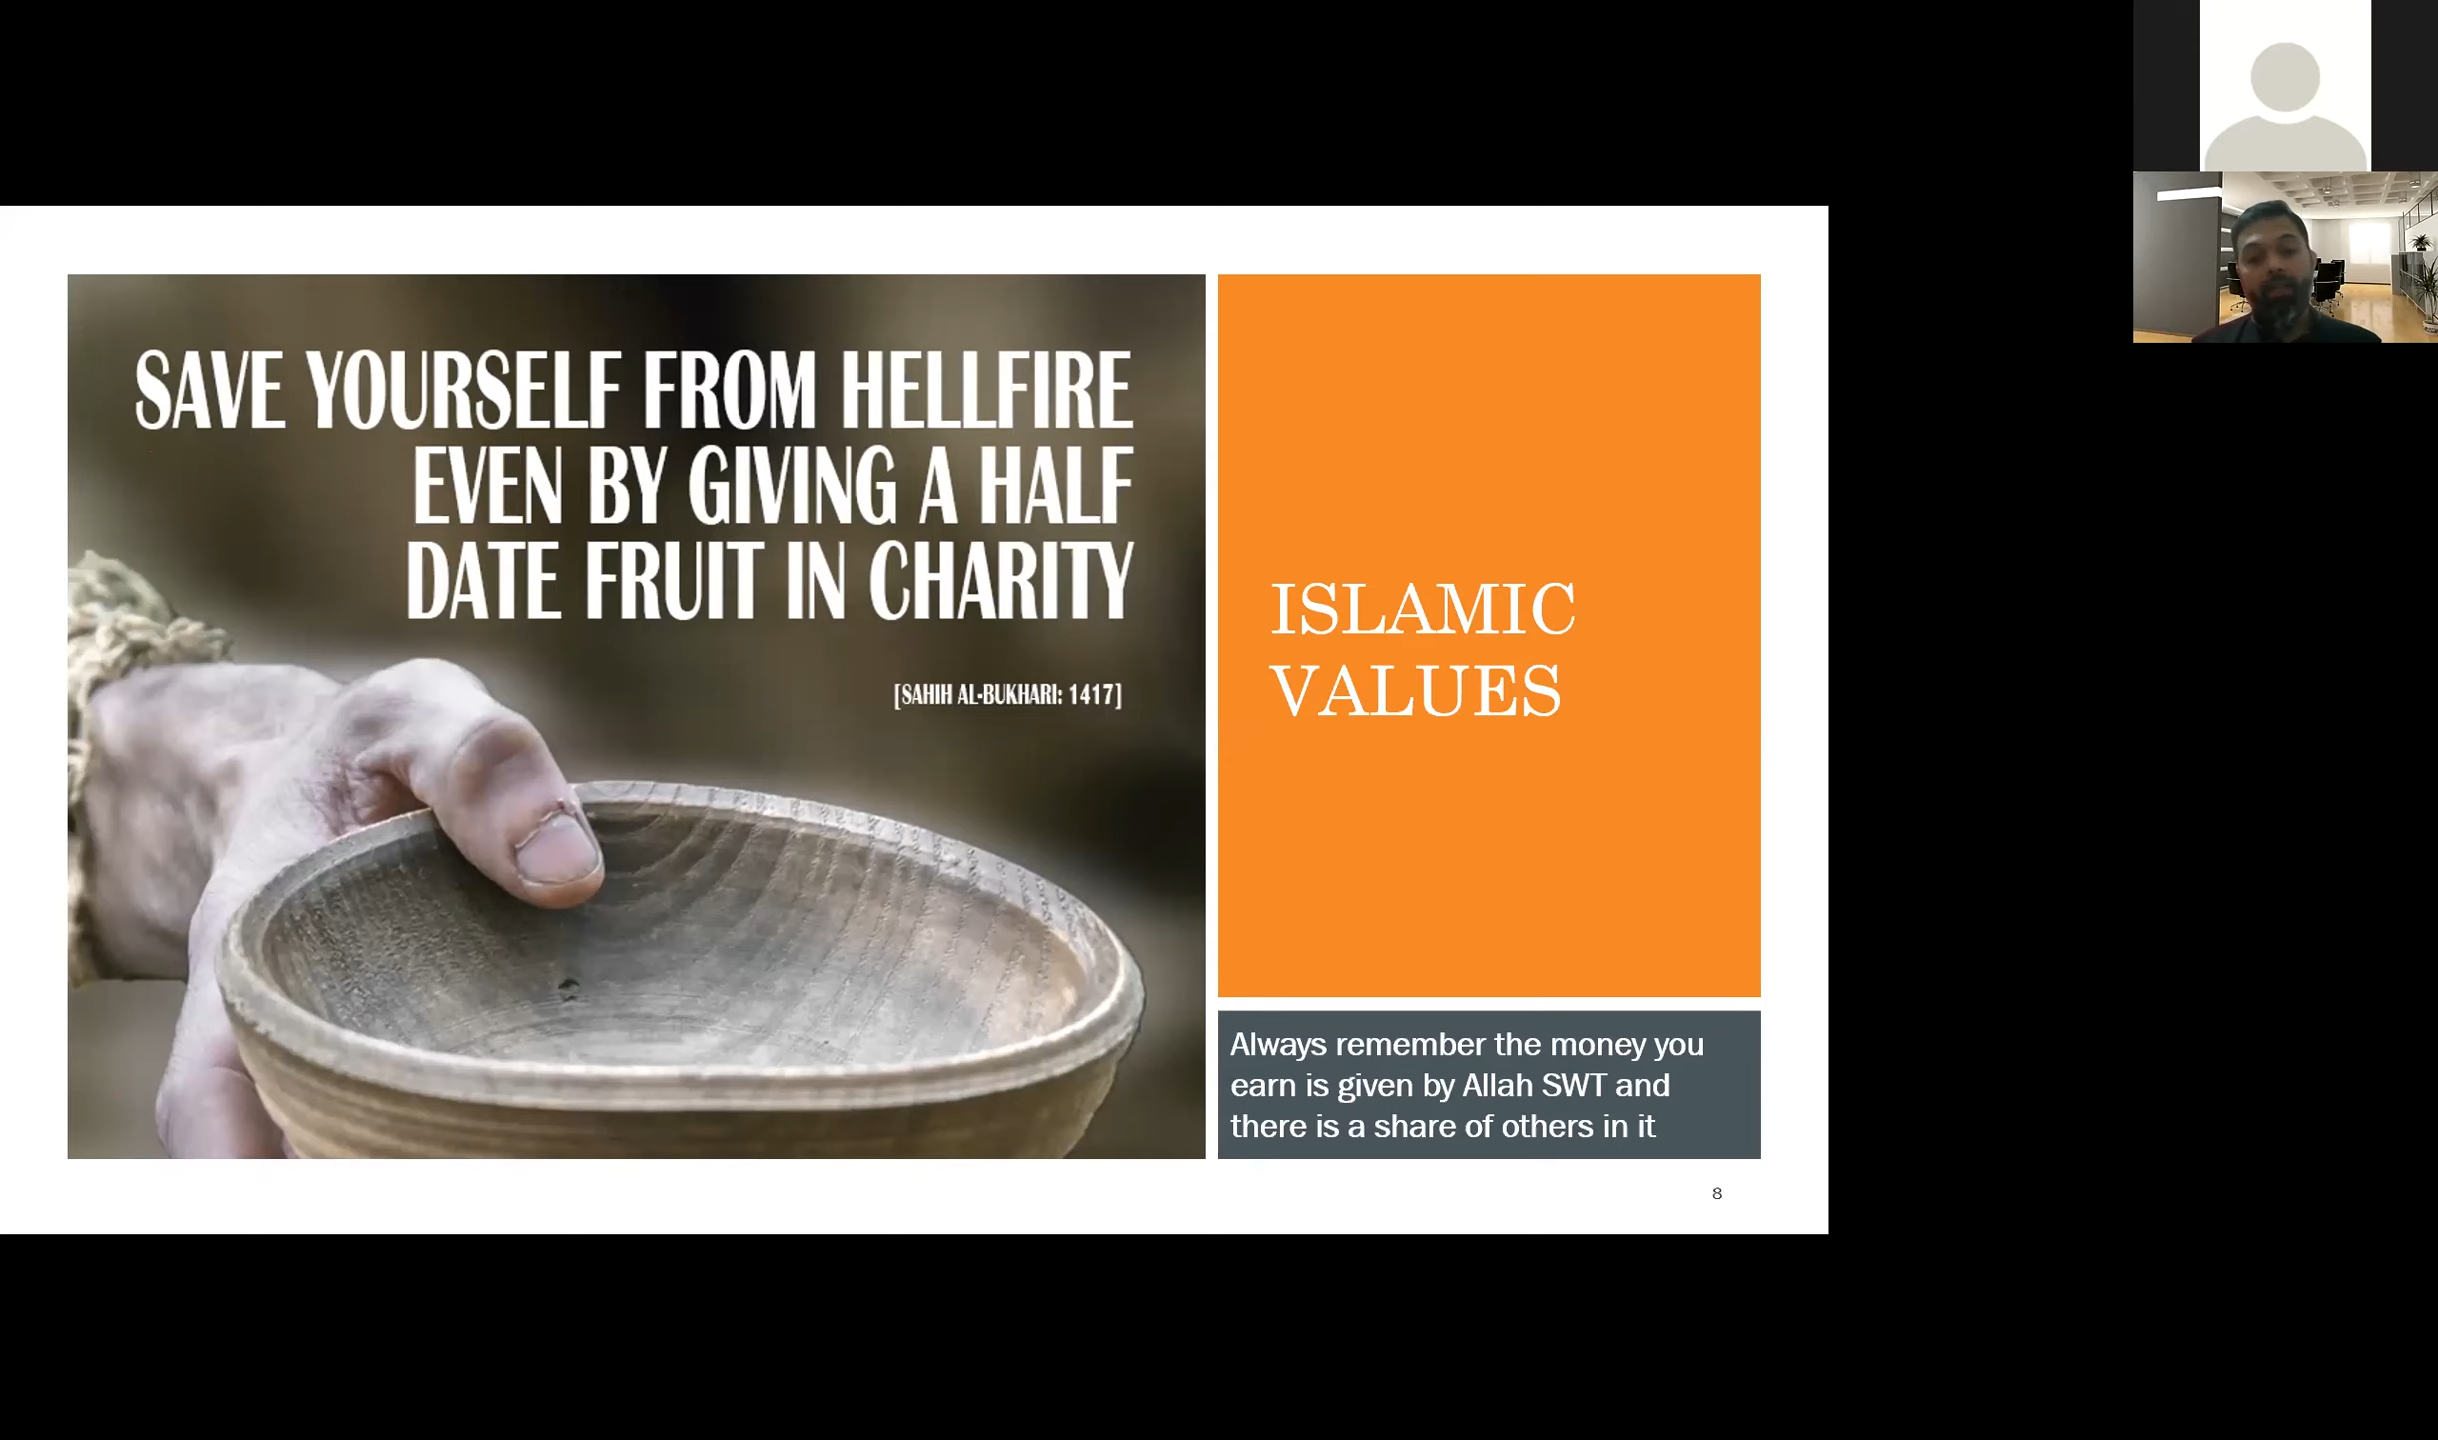 SAVE YOURSELF FROM HELLFIRE
EVEN BY GIVING A HALF
DATE FRUIT IN CHARITY
[SAHIH AL-BUKHARI: 1417]
ISLAMIC
VALUES
Always remember the money you
earn is given by Allah SWT and
there is a share of others in it
8